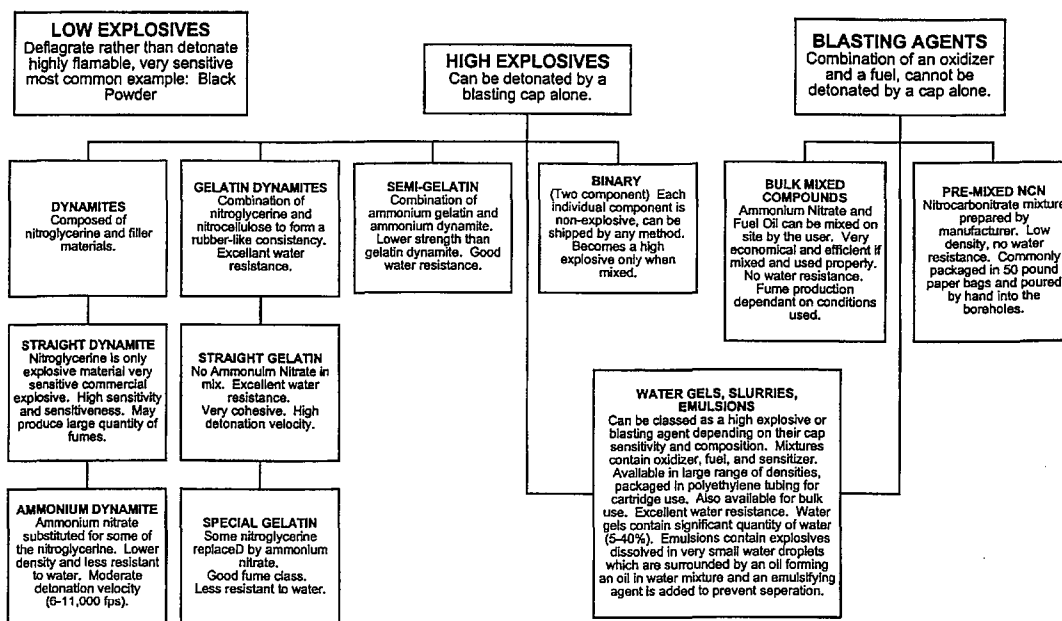 LOW EXPLOSIVES
Deflagrate rather than detonate
highly flamable, very sensitive
most common example: Black
Powder
HIGH EXPLOSIVES
Can be detonated by a
blasting cap alone.
BLASTING AGENTS
Combination of an oxidizer
and a fuel, cannot be
detonated by a cap alone.
DYNAMITES
Composed of
nitroglycerine and filler
materials.
GELATIN DYNAMITES
Combination of
nitroglycerine and
nitrocellulose to form a
rubber-like consistency.
Excellant water
resistance.
SEMI-GELATIN
Combination of
ammonium gelatin and
ammonium dynamite.
Lower strength than
gelatin dynamite. Good
water resistance.
BINARY
(Two component) Each
individual component is
non-explosive, can be
shipped by any method.
Becomes a high
explosive only when
mixed.
BULK MIXED
COMPOUNDS
Ammonium Nitrate and
Fuel Oil can be mixed on
site by the user. Very
economical and efficient if
mixed and used properly.
No water resistance.
Fume production
dependant on conditions
used.
PRE-MIXED NCN
Nitrocarbonitrate mixture
prepared by
manufacturer. Low
density, no water
resistance. Commonly
packaged in 50 pound
paper bags and poured
by hand into the
boreholes.
STRAIGHT DYNAMITE
Nitroglycerine is only
explosive material very
sensitive commercial
explosive. High sensitivity
and sensitiveness. May
produce large quantity of
fumes.
STRAIGHT GELATIN
No Ammonuim Nitrate in
mix. Excellent water
resistance.
Very cohesive. High
detonation velocity.
WATER GELS, SLURRIES,
EMULSIONS
Can be classed as a high explosive or
blasting agent depending on their cap
sensitivity and composition. Mixtures
contain oxidizer, fuel, and sensitizer.
Available in large range of densities,
packaged in polyethylene tubing for
cartridge use. Also available for bulk
use. Excellent water resistance. Water
gels contain significant quantity of water
(5-40%). Emulsions contain explosives
dissolved in very small water droplets
which are surrounded by an oil forming
an oil in water mixture and an emulsifying
agent is added to prevent seperation.
AMMONIUM DYNAMITE
Ammonium nitrate
substituted for some of
the nitroglycerine. Lower
density and less resistant
to water. Moderate
detonation velocity
(6-11,000 fps).
SPECIAL GELATIN
Some nitroglycerine
replaceD by ammonium
nitrate.
Good fume class.
Less resistant to water.